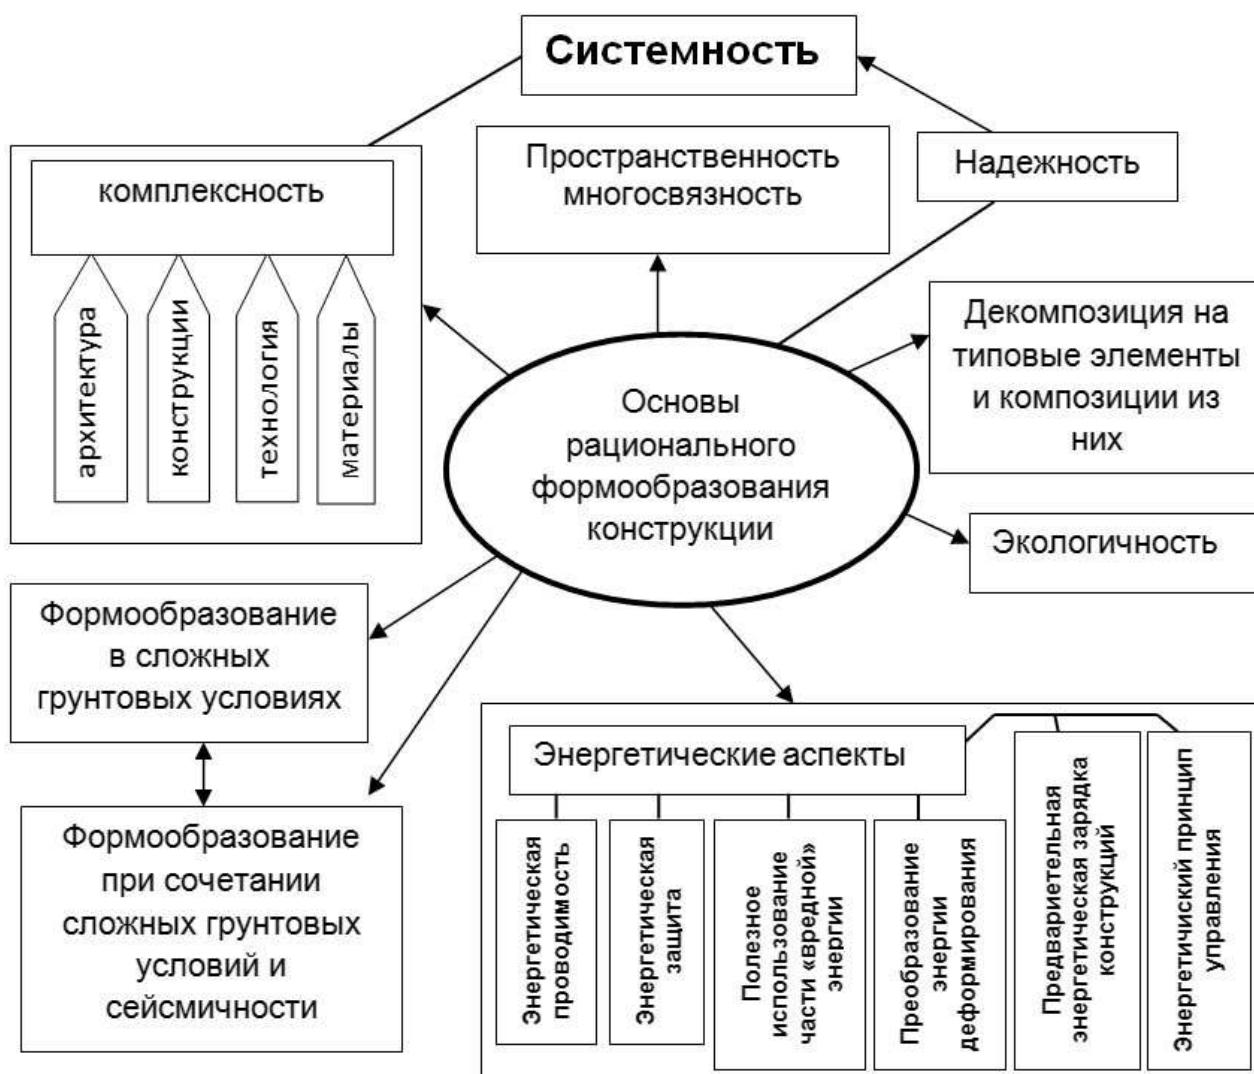 Системность
Пространственность
многосвязность
Надежность
комплексность
архитектура
конструкции
технология
материалы
Декомпозиция на
типовые элементы
и композиции из
них
Основы
рационального
формообразования
конструкции
Экологичность
Формообразование
в сложных
грунтовых условиях
Формообразование
при сочетании
сложных грунтовых
условий и
сейсмичности
Энергетические аспекты
Энергетическая
проводимость
Энергетическая
защита
Полезное
использование
части «вредной»
энергии
Преобразование
энергии
деформирования
Предвариетельная
энергетическая зарядка
конструкций
Энергетичиский принцип
управления